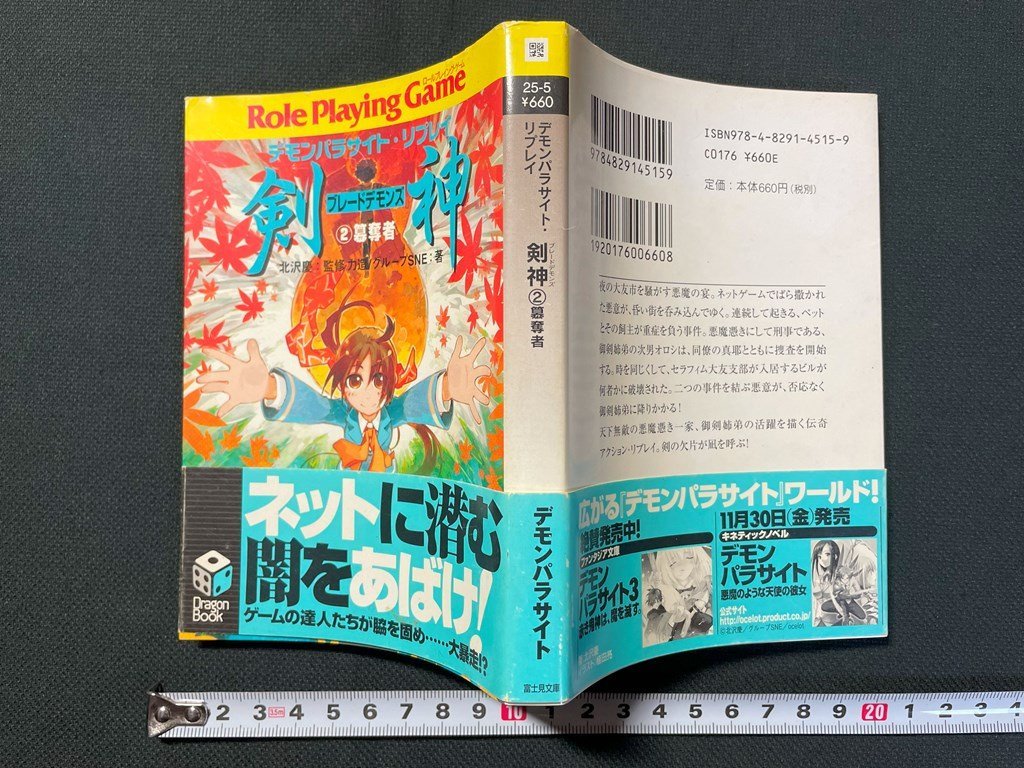 Role Playing Game
ロールプレイング・ゲーム
デモンパラサイト・リプレイ
剣神
ブレードデモンズ
②簒奪者
北沢慶:監修 力造/グループSNE:著
ネットに潜む
闇をあばけ!
ゲームの達人たちが脇を固め……大暴走!?
Dragon Book
25-5
¥660
デモンパラサイト・
リプレイ
剣神②簒奪者
ブレードデモンズ
デモンパラサイト
富士見文庫
9784829145159
1920176006608
ISBN978-4-8291-4515-9
C0176 ¥660E
定価:本体660円(税別)
夜の大友市を騒がす悪魔の宴。ネットゲームでばら撒かれ
た悪意が、昏い街を呑み込んでゆく。連続して起きる、ペット
とその飼主が重症を負う事件。悪魔憑きにして刑事である、
御剣姉弟の次男オロシは、同僚の真耶とともに捜査を開始
する。時を同じくして、セラフィム大友支部が入居するビルが
何者かに破壊された。二つの事件を結ぶ悪意が、否応なく
御剣姉弟に降りかかる!
天下無敵の悪魔憑き一家、御剣姉弟の活躍を描く伝奇
アクション・リプレイ。剣の欠片が凪を呼ぶ!
広がる『デモンパラサイト』ワールド!
絶賛発売中!
ファンタジア文庫
デモン
パラサイト3
蒼き鬼神は、闇を滅す。
11月30日(金)発売
キネティックノベル
デモン
パラサイト
悪魔のような天使の彼女
公式サイト
http://ocelot.product.co.jp/
©北沢慶/グループSNE/ocelot
2 3 3.5m 4 5 6 7 8 9 10 1 2 3 4 5 6 7 8 9 20 1 2 3 4